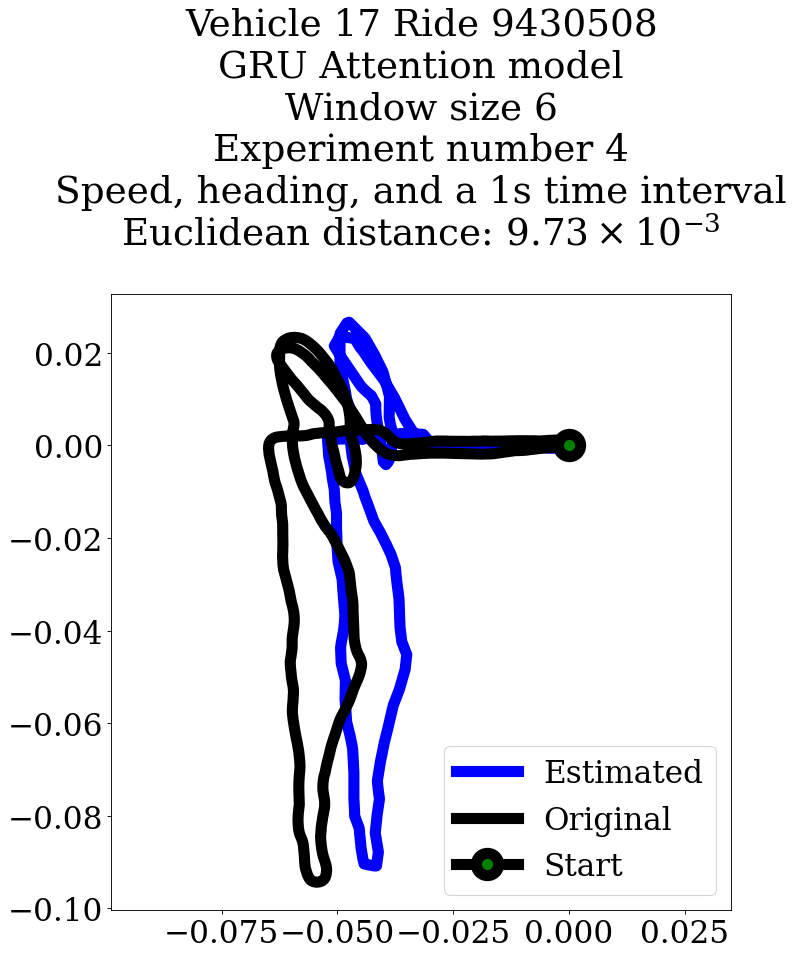 Vehicle 17 Ride 9430508
GRU Attention model
Window size 6
Experiment number 4
Speed, heading, and a 1s time interval
Euclidean distance: 9.73 × 10⁻³
0.02
0.00
−0.02
−0.04
−0.06
−0.08
−0.10
Estimated
Original
Start
−0.075 −0.050 −0.025 0.000 0.025